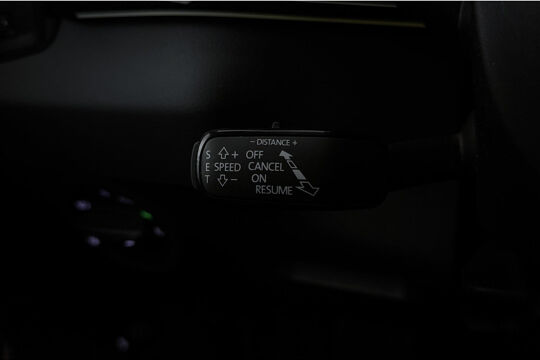 - DISTANCE +
S + OFF
E SPEED CANCEL
T - ON
RESUME